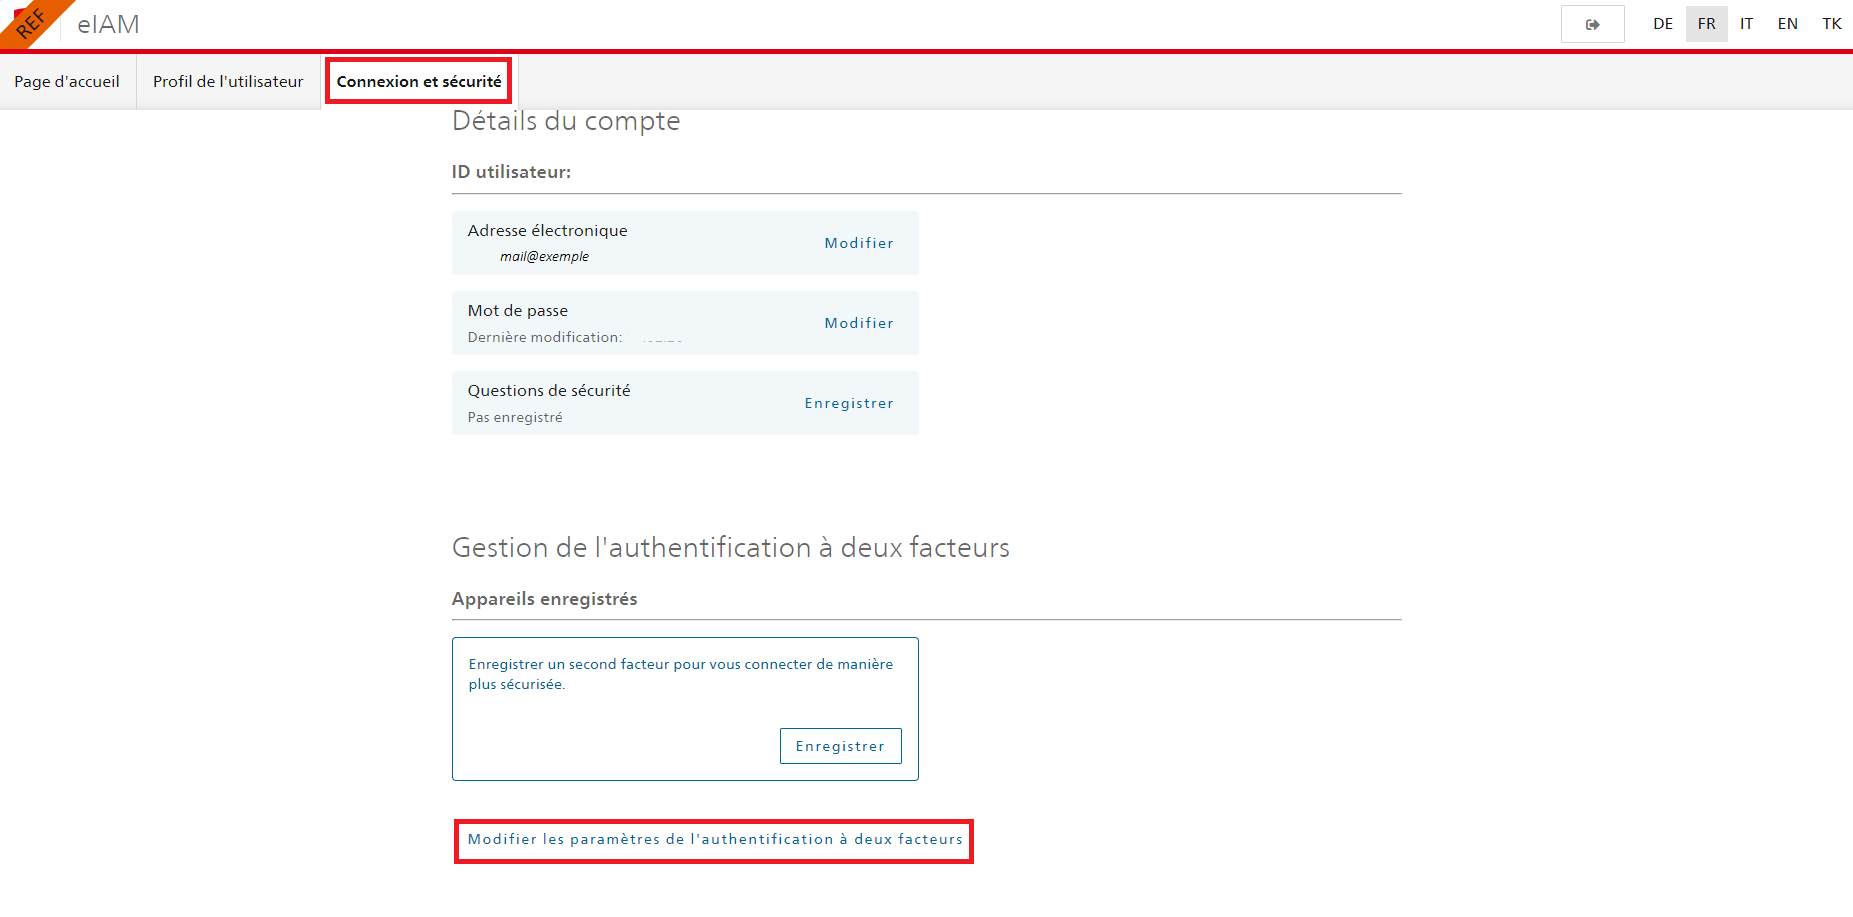 REF
eIAM
DE FR IT EN TK
Page d'accueil
Profil de l'utilisateur
Connexion et sécurité
Détails du compte
ID utilisateur:
Adresse électronique
mail@exemple
Modifier
Mot de passe
Dernière modification:
Modifier
Questions de sécurité
Pas enregistré
Enregistrer
Gestion de l'authentification à deux facteurs
Appareils enregistrés
Enregistrer un second facteur pour vous connecter de manière
plus sécurisée.
Enregistrer
Modifier les paramètres de l'authentification à deux facteurs